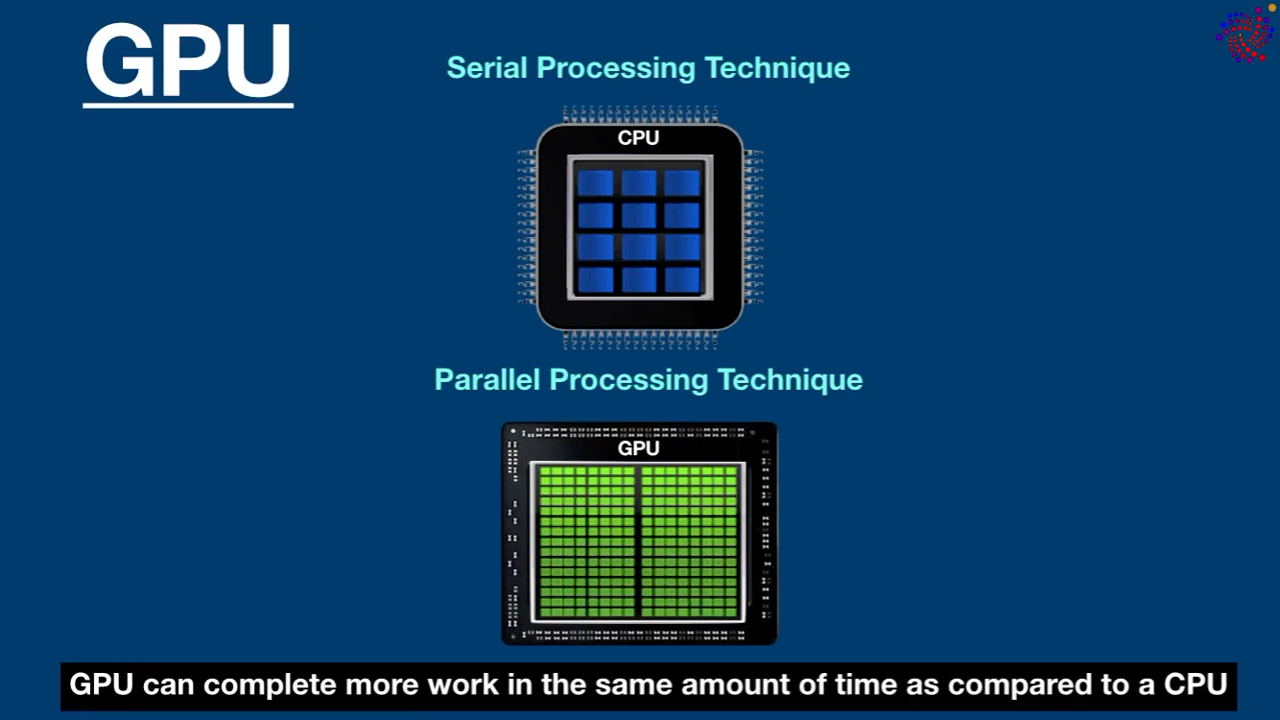 GPU
Serial Processing Technique
CPU
Parallel Processing Technique
GPU
GPU can complete more work in the same amount of time as compared to a CPU